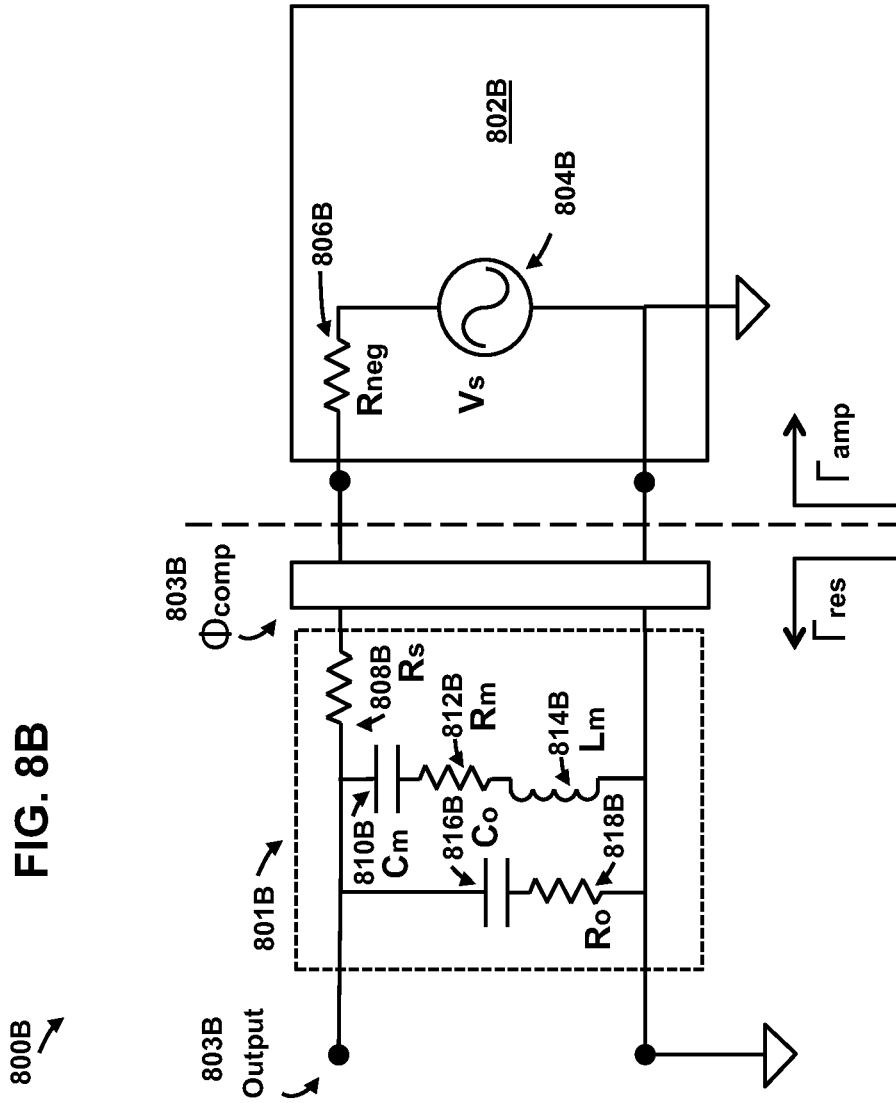 FIG. 8B
800B
803B
Output
801B
810B
Cm
816B
Co
818B
Ro
812B
Rm
814B
Lm
808B
Rs
803B
Φcomp
Γres
Γamp
806B
Rneg
Vs
804B
802B